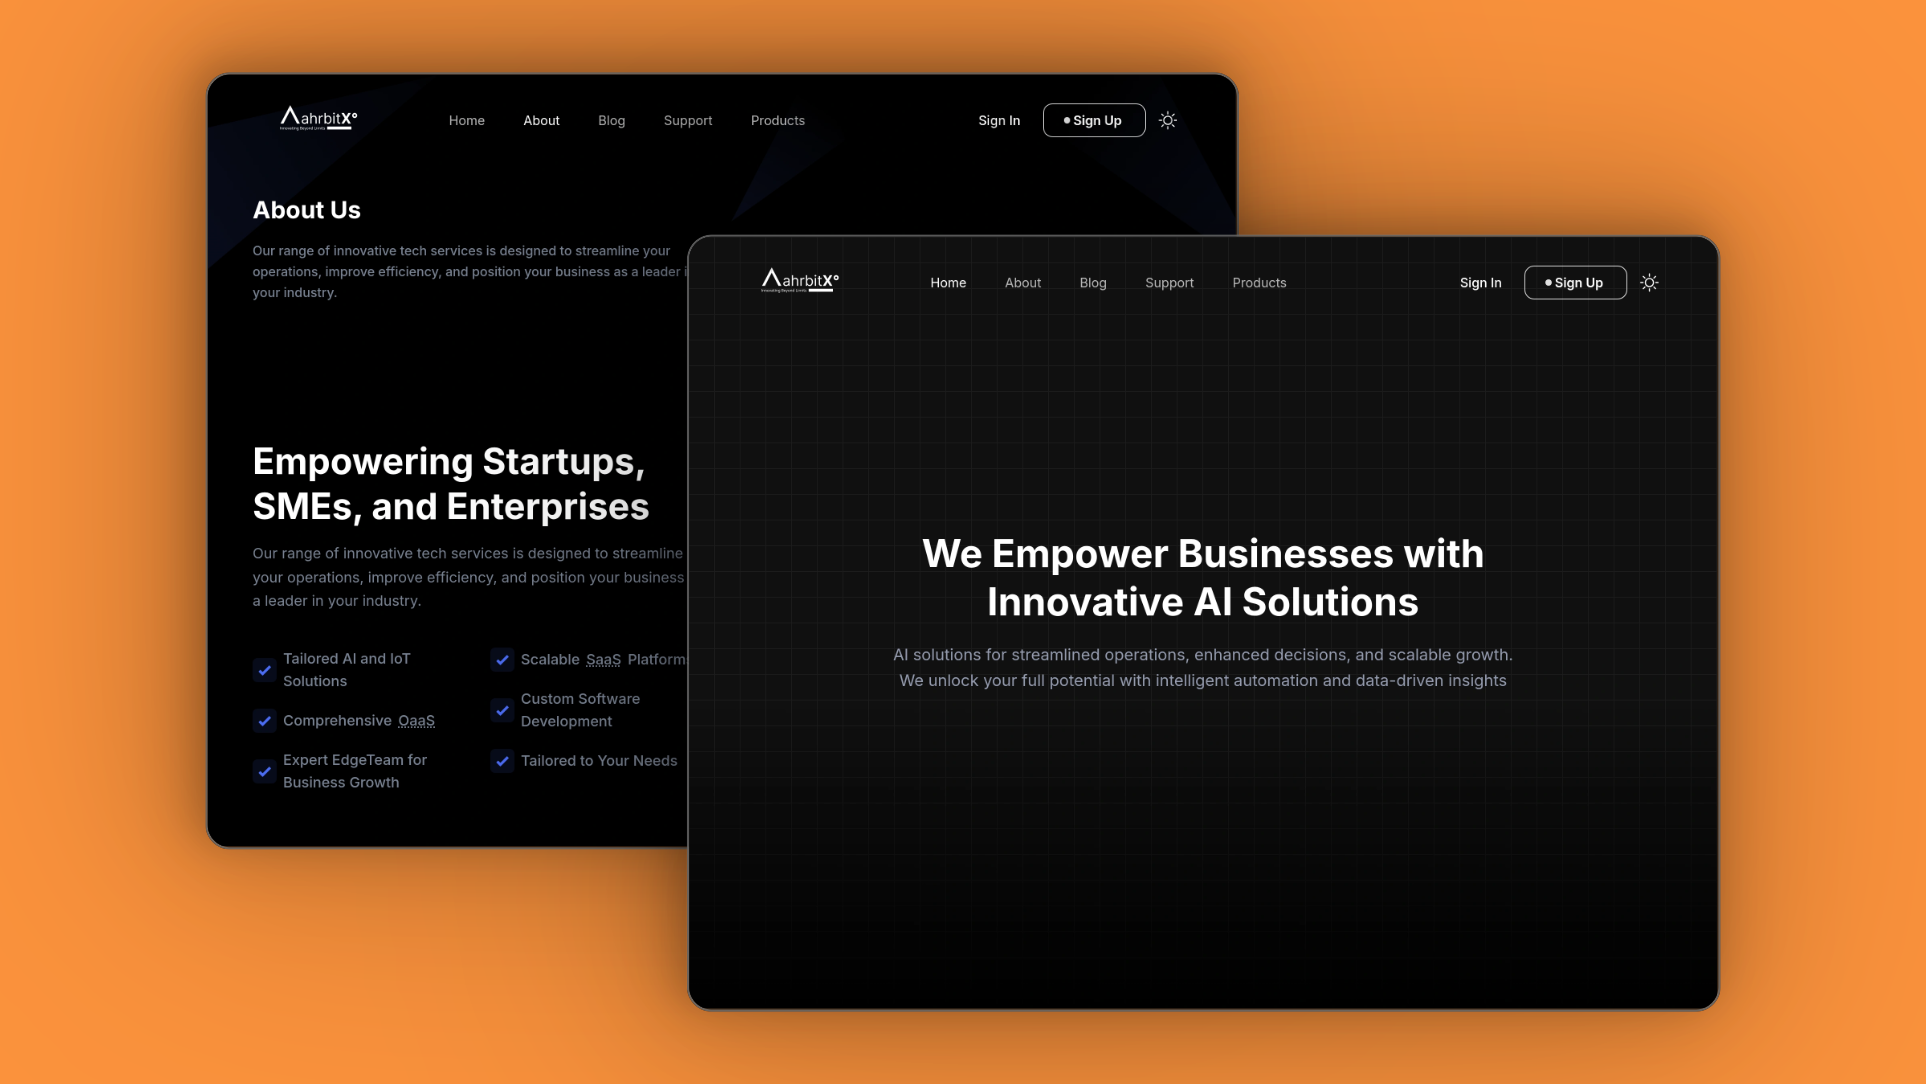 AahrbitX°
Home About Blog Support Products Sign In Sign Up
About Us
Our range of innovative tech services is designed to streamline your
operations, improve efficiency, and position your business as a leader
your industry.
Empowering Startups,
SMEs, and Enterprises
Our range of innovative tech services is designed to streamline
your operations, improve efficiency, and position your business
a leader in your industry.
Tailored AI and IoT
Solutions
Comprehensive OaaS
Expert EdgeTeam for
Business Growth
Scalable SaaS Platforms
Custom Software
Development
Tailored to Your Needs
AahrbitX°
Innovating Beyond Limits
Home About Blog Support Products Sign In Sign Up
We Empower Businesses with
Innovative AI Solutions
AI solutions for streamlined operations, enhanced decisions, and scalable growth.
We unlock your full potential with intelligent automation and data-driven insights